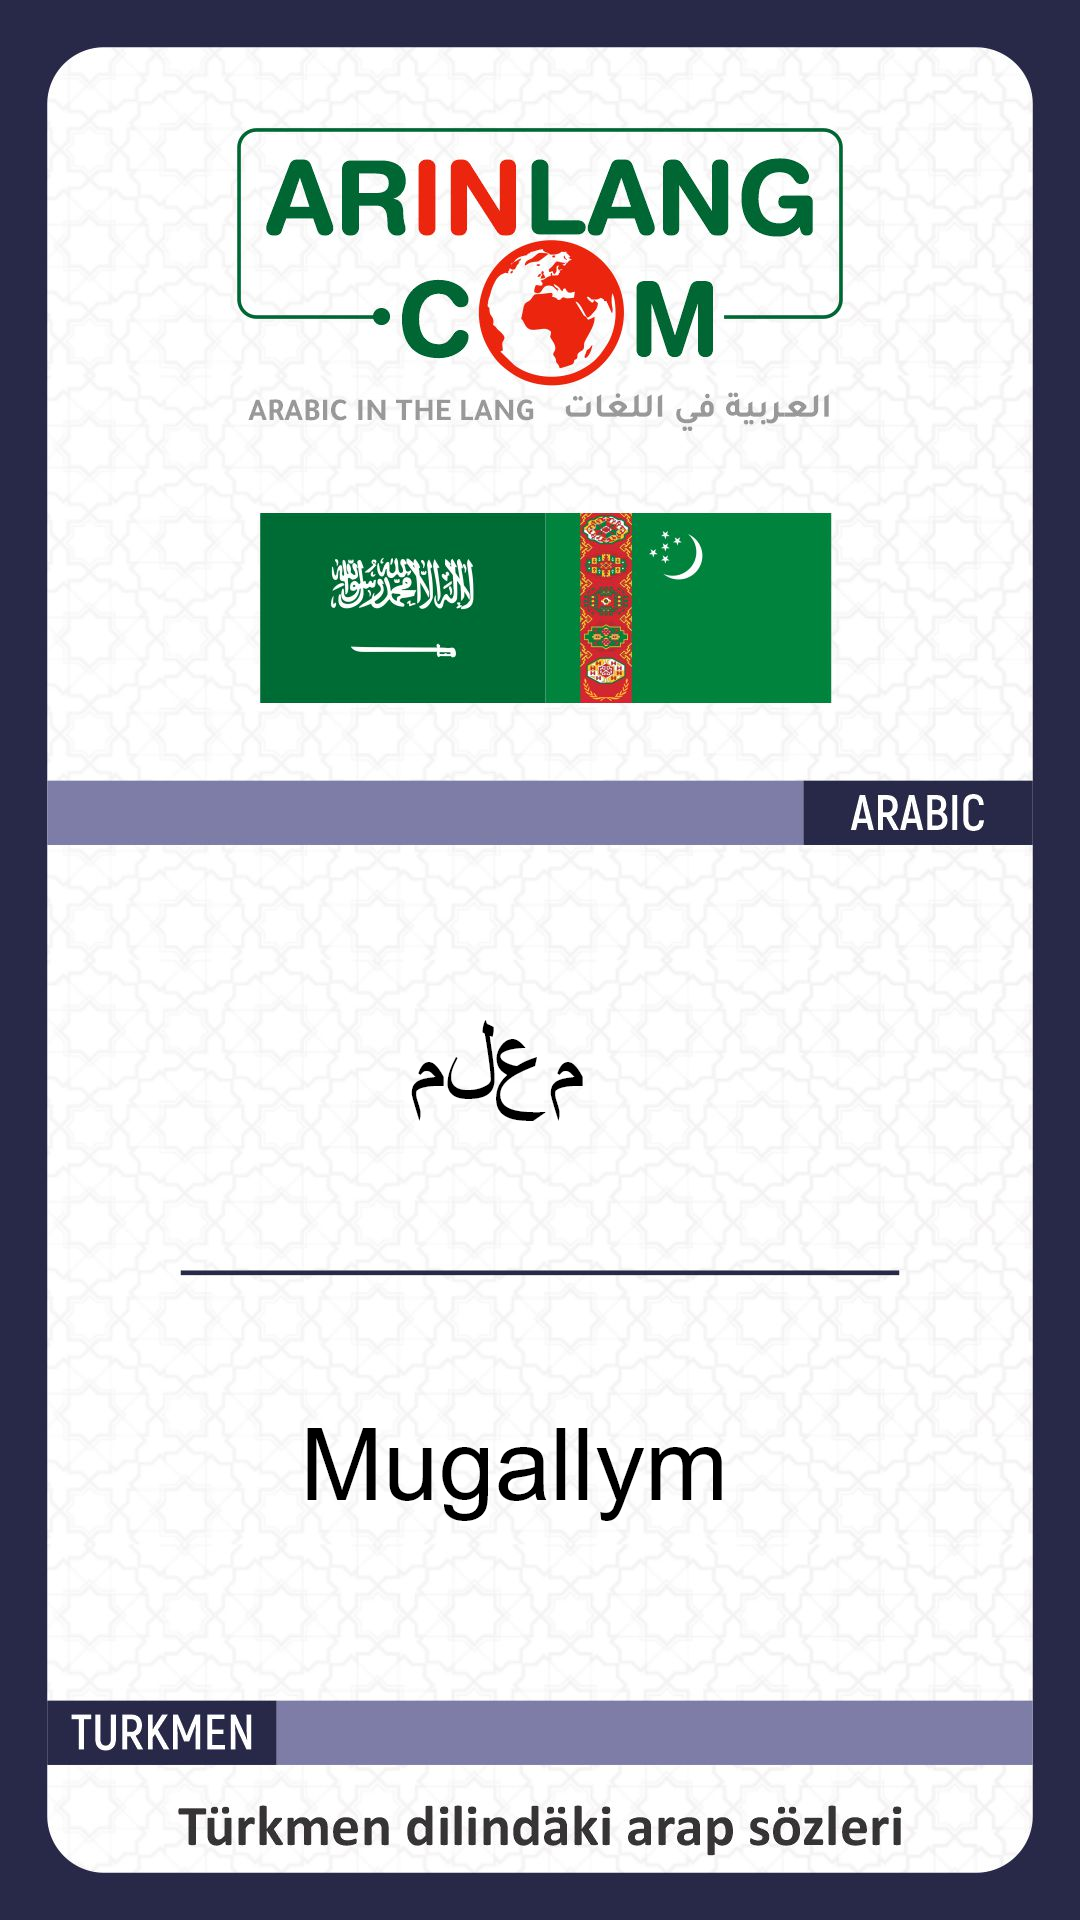 ARINLANG
.COM
ARABIC IN THE LANG العربية في اللغات
لا إله إلا الله محمد رسول الله
ARABIC
معلم
Mugallym
TURKMEN
Türkmen dilindäki arap sözleri